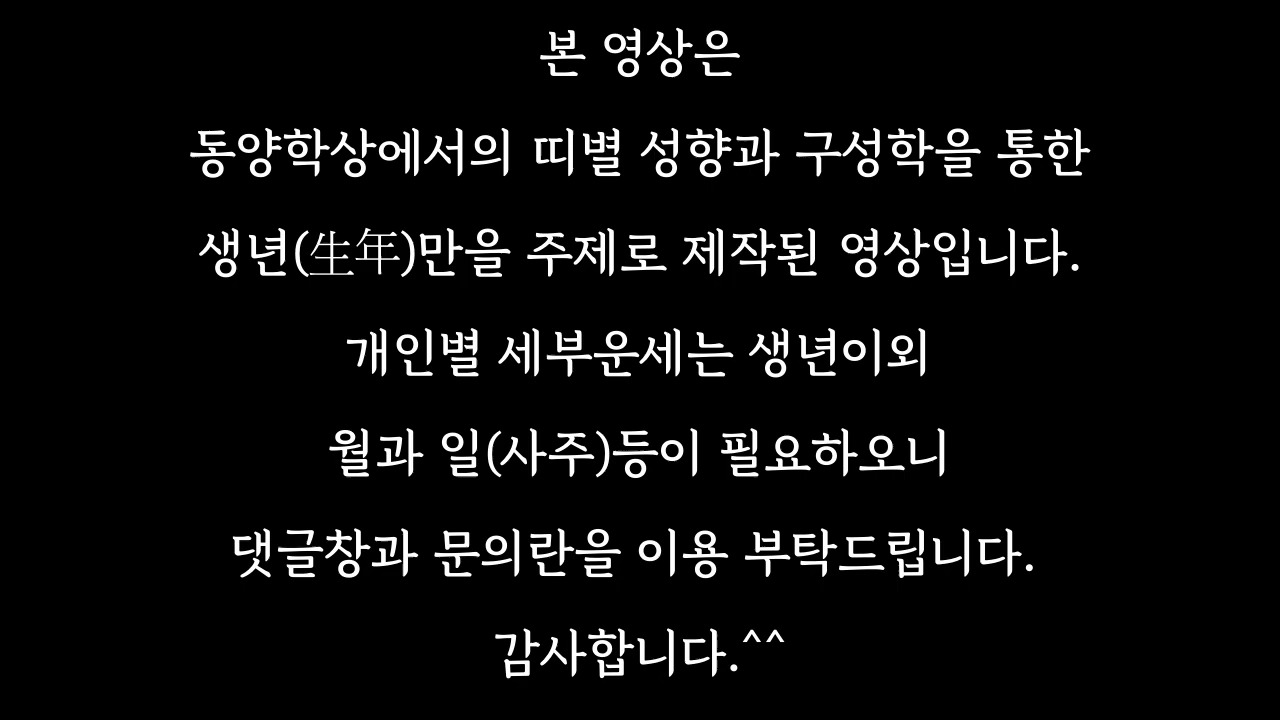 본 영상은
동양학상에서의 띠별 성향과 구성학을 통한
생년(生年)만을 주제로 제작된 영상입니다.
개인별 세부운세는 생년이외
월과 일(사주)등이 필요하오니
댓글창과 문의란을 이용 부탁드립니다.
감사합니다.^^